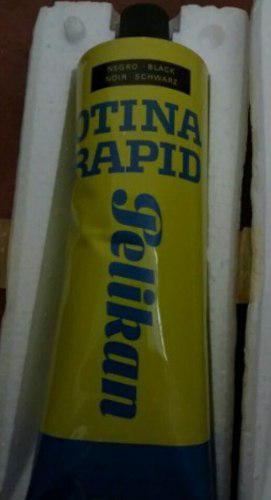 NEGRO - BLACK
NOIR SCHWARZ
OTINA
RAPID
Pelikan